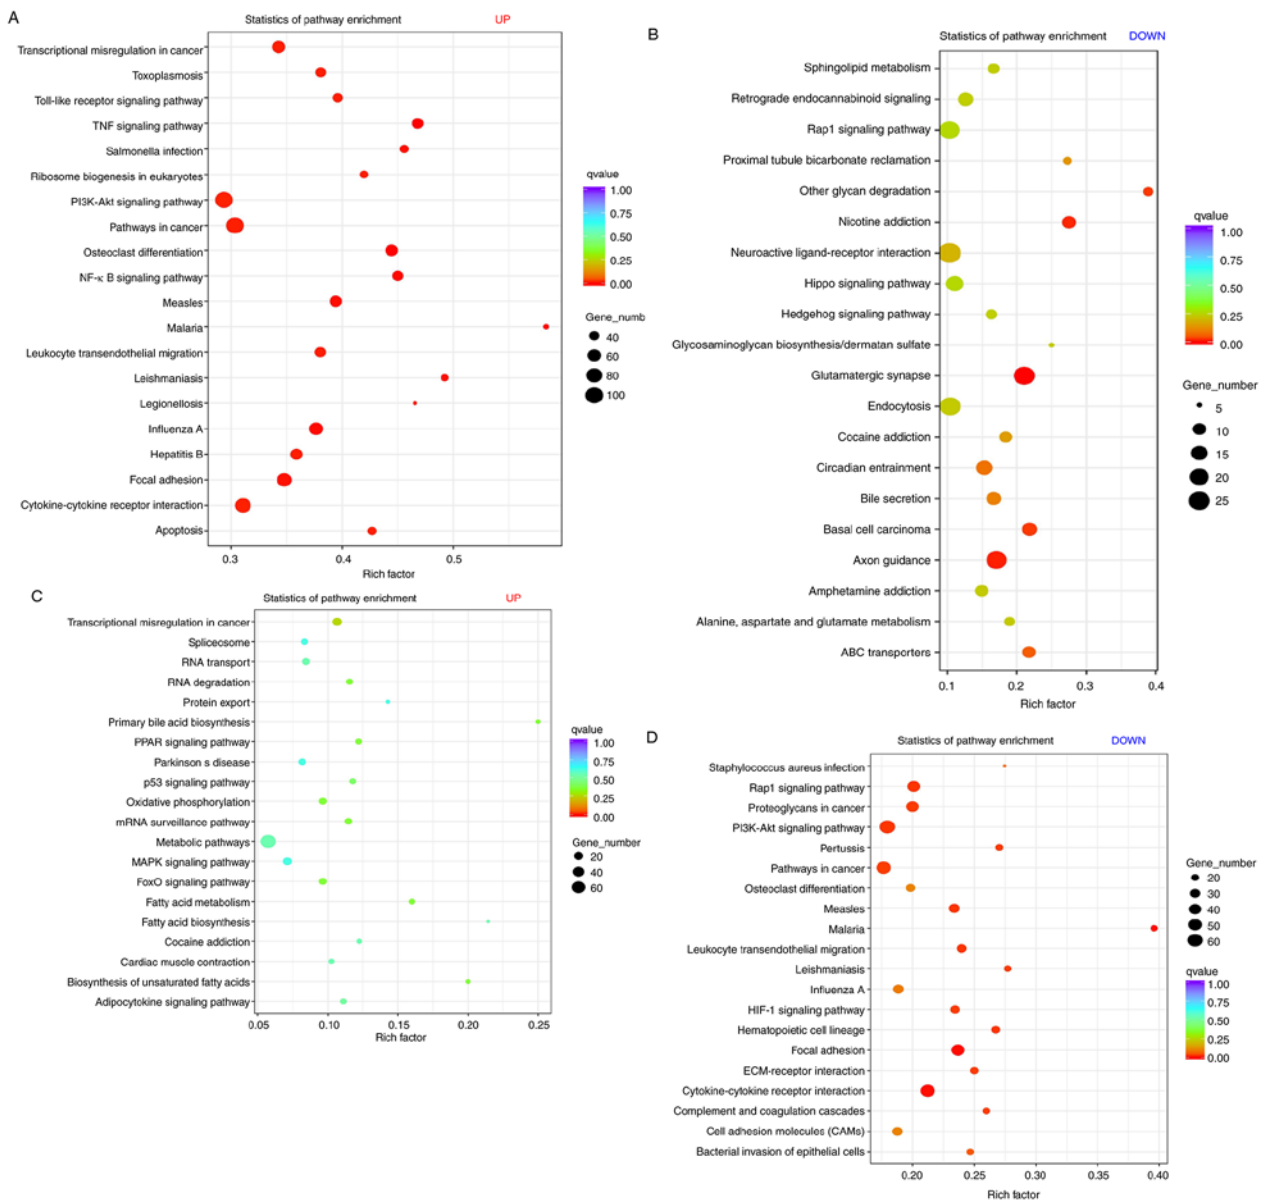 A
Statistics of pathway enrichment UP
Transcriptional misregulation in cancer
Toxoplasmosis
Toll-like receptor signaling pathway
TNF signaling pathway
Salmonella infection
Ribosome biogenesis in eukaryotes
PI3K-Akt signaling pathway
Pathways in cancer
Osteoclast differentiation
NF-κ B signaling pathway
Measles
Malaria
Leukocyte transendothelial migration
Leishmaniasis
Legionellosis
Influenza A
Hepatitis B
Focal adhesion
Cytokine-cytokine receptor interaction
Apoptosis
0.3 0.4 0.5
Rich factor
qvalue
1.00
0.75
0.50
0.25
0.00
Gene_numb
40
60
80
100
B
Statistics of pathway enrichment DOWN
Sphingolipid metabolism
Retrograde endocannabinoid signaling
Rap1 signaling pathway
Proximal tubule bicarbonate reclamation
Other glycan degradation
Nicotine addiction
Neuroactive ligand-receptor interaction
Hippo signaling pathway
Hedgehog signaling pathway
Glycosaminoglycan biosynthesis/dermatan sulfate
Glutamatergic synapse
Endocytosis
Cocaine addiction
Circadian entrainment
Bile secretion
Basal cell carcinoma
Axon guidance
Amphetamine addiction
Alanine, aspartate and glutamate metabolism
ABC transporters
0.1 0.2 0.3 0.4
Rich factor
qvalue
1.00
0.75
0.50
0.25
0.00
Gene_number
5
10
15
20
25
C
Statistics of pathway enrichment UP
Transcriptional misregulation in cancer
Spliceosome
RNA transport
RNA degradation
Protein export
Primary bile acid biosynthesis
PPAR signaling pathway
Parkinson s disease
p53 signaling pathway
Oxidative phosphorylation
mRNA surveillance pathway
Metabolic pathways
MAPK signaling pathway
FoxO signaling pathway
Fatty acid metabolism
Fatty acid biosynthesis
Cocaine addiction
Cardiac muscle contraction
Biosynthesis of unsaturated fatty acids
Adipocytokine signaling pathway
0.05 0.10 0.15 0.20 0.25
Rich factor
qvalue
1.00
0.75
0.50
0.25
0.00
Gene_number
20
40
60
D
Statistics of pathway enrichment DOWN
Staphylococcus aureus infection
Rap1 signaling pathway
Proteoglycans in cancer
PI3K-Akt signaling pathway
Pertussis
Pathways in cancer
Osteoclast differentiation
Measles
Malaria
Leukocyte transendothelial migration
Leishmaniasis
Influenza A
HIF-1 signaling pathway
Hematopoietic cell lineage
Focal adhesion
ECM-receptor interaction
Cytokine-cytokine receptor interaction
Complement and coagulation cascades
Cell adhesion molecules (CAMs)
Bacterial invasion of epithelial cells
0.20 0.25 0.30 0.35 0.40
Rich factor
Gene_number
20
30
40
50
60
qvalue
1.00
0.75
0.50
0.25
0.00